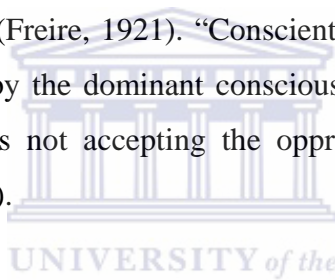 (Freire, 1921). “Conscient
by the dominant conscious
s not accepting the oppr
).
UNIVERSITY of the